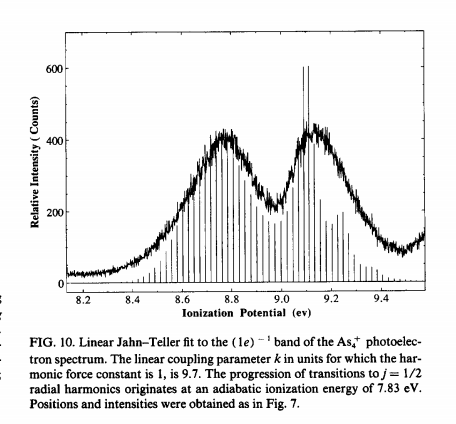 600
400
200
0
8.2 8.4 8.6 8.8 9.0 9.2 9.4
Relative Intensity ( Counts)
Ionization Potential (ev)
FIG. 10. Linear Jahn–Teller fit to the (1e) ⁻¹ band of the As₄⁺ photoelec-
tron spectrum. The linear coupling parameter k in units for which the har-
monic force constant is 1, is 9.7. The progression of transitions to j = 1/2
radial harmonics originates at an adiabatic ionization energy of 7.83 eV.
Positions and intensities were obtained as in Fig. 7.